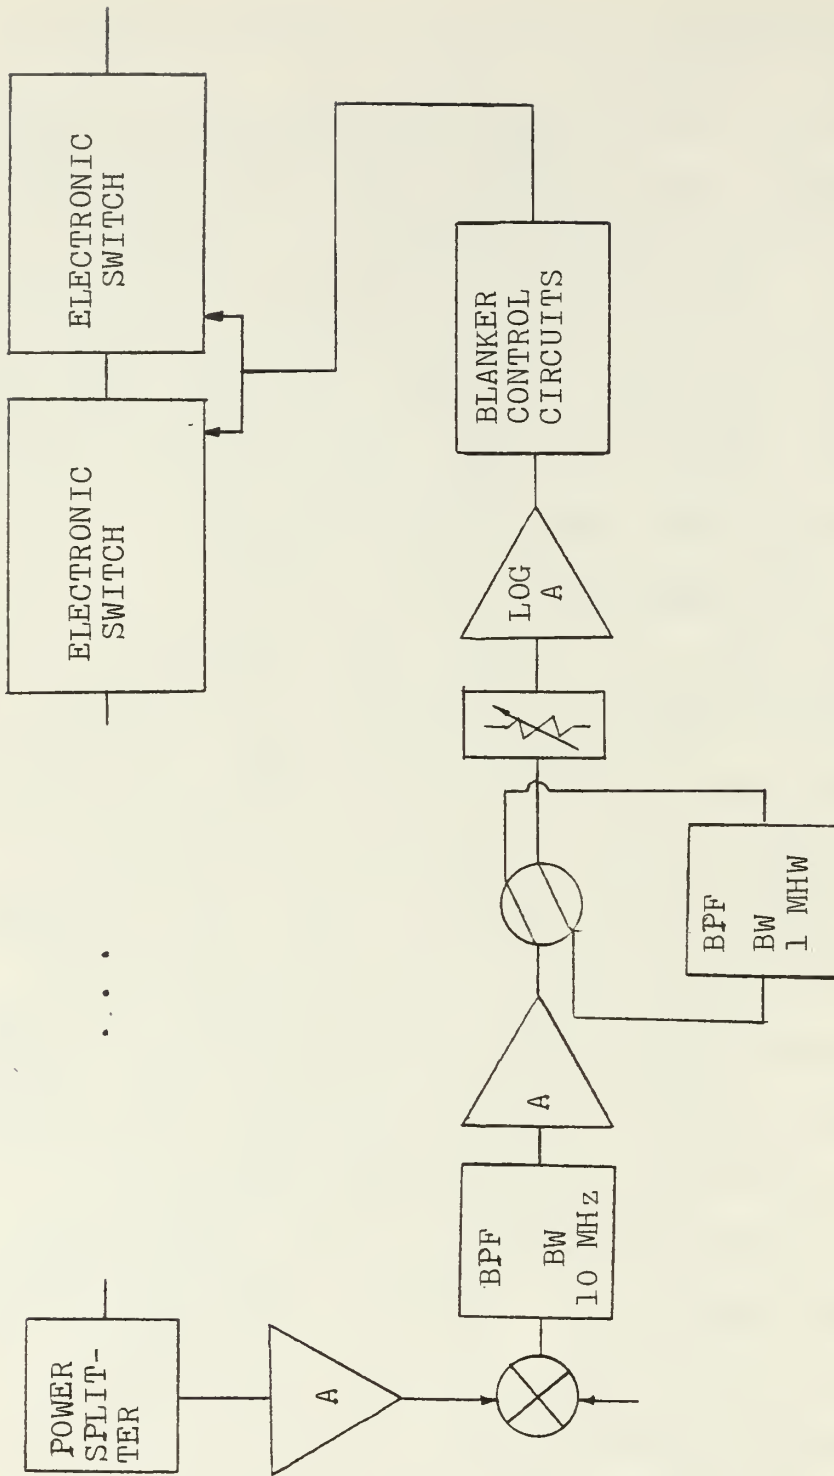 POWER
SPLIT-
TER
A
BPF
BW
10 MHz
A
BPF
BW
1 MHW
LOG
A
BLANKER
CONTROL
CIRCUITS
ELECTRONIC
SWITCH
ELECTRONIC
SWITCH